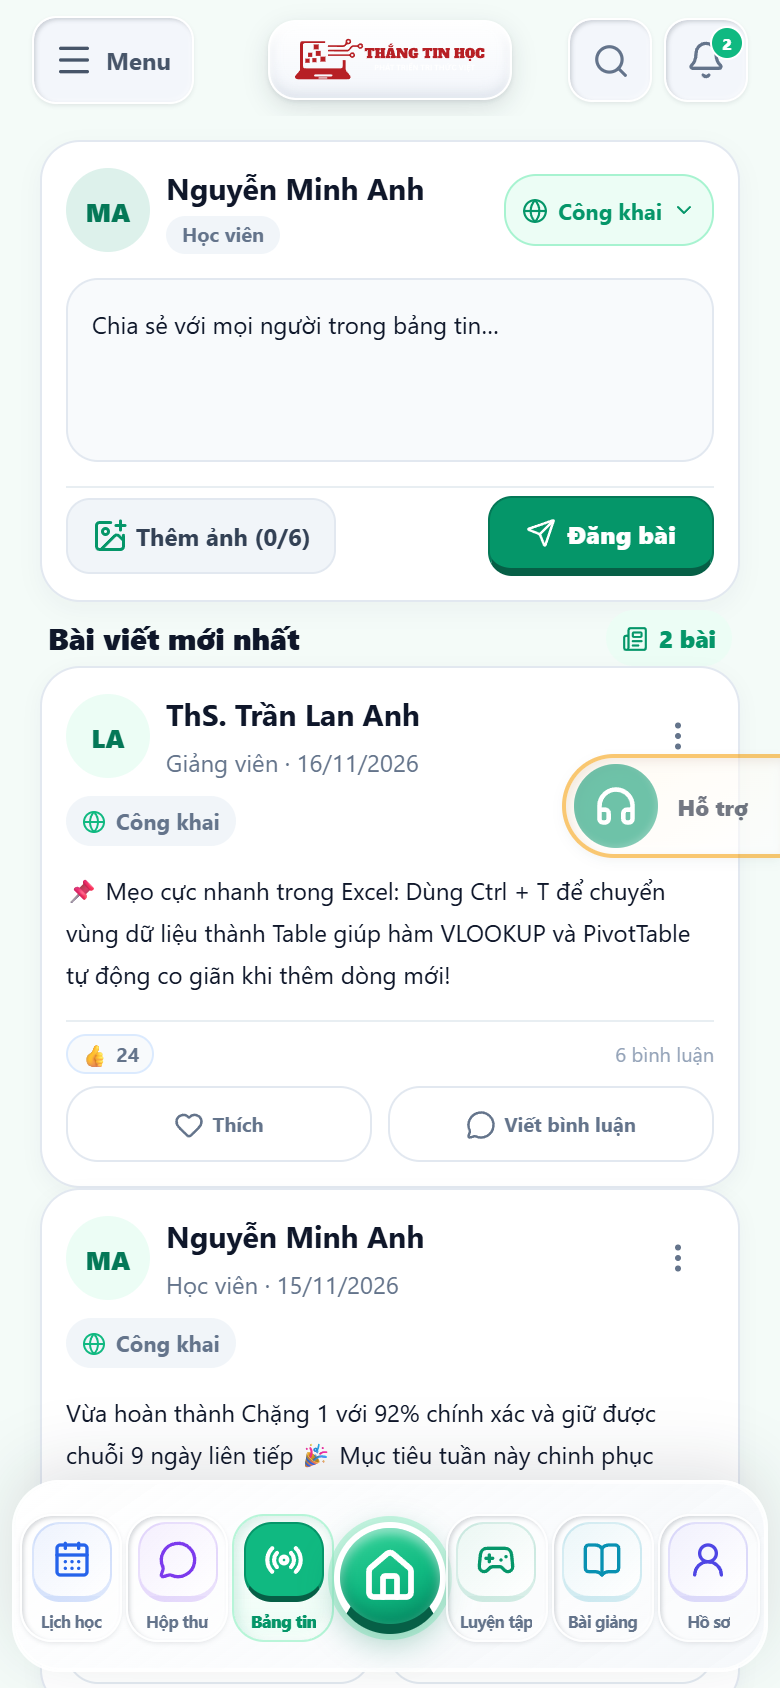 Menu
THẮNG TIN HỌC
2
MA
Nguyễn Minh Anh
Học viên
Công khai
Chia sẻ với mọi người trong bảng tin...
Thêm ảnh (0/6)
Đăng bài
Bài viết mới nhất
2 bài
LA
ThS. Trần Lan Anh
Giảng viên · 16/11/2026
Công khai
Hỗ trợ
📌 Mẹo cực nhanh trong Excel: Dùng Ctrl + T để chuyển
vùng dữ liệu thành Table giúp hàm VLOOKUP và PivotTable
tự động co giãn khi thêm dòng mới!
👍 24
6 bình luận
Thích
Viết bình luận
MA
Nguyễn Minh Anh
Học viên · 15/11/2026
Công khai
Vừa hoàn thành Chặng 1 với 92% chính xác và giữ được
chuỗi 9 ngày liên tiếp 🎉 Mục tiêu tuần này chinh phục
Lịch học
Hộp thư
Bảng tin
Luyện tập
Bài giảng
Hồ sơ